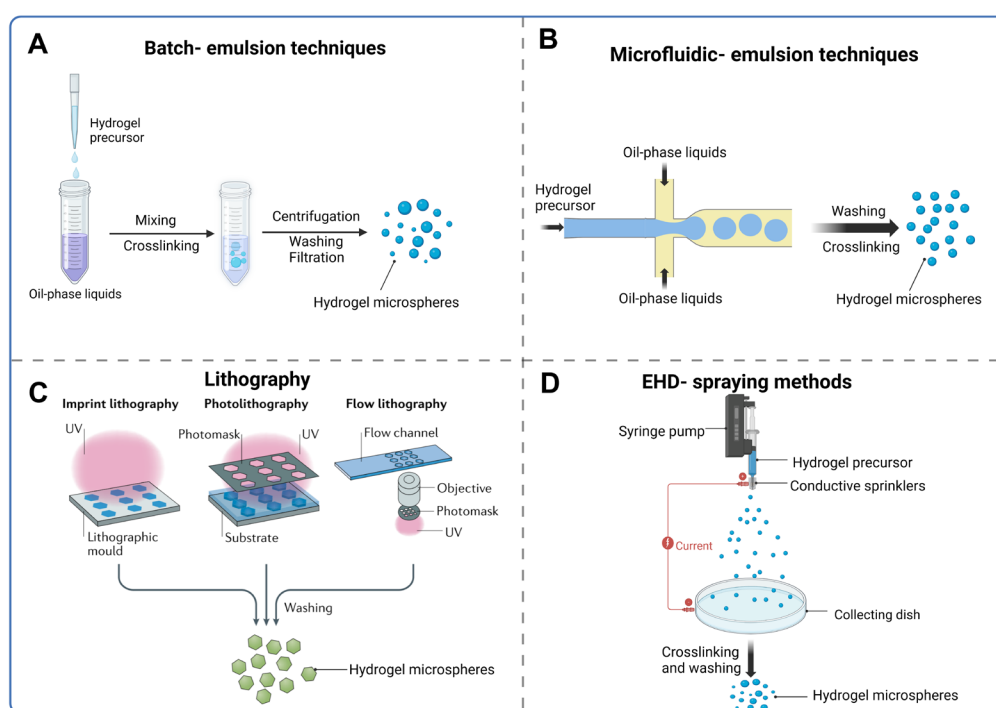 A
Batch- emulsion techniques
Hydrogel
precursor
Mixing
Crosslinking
Centrifugation
Washing
Filtration
Oil-phase liquids
Hydrogel microspheres
B
Microfluidic- emulsion techniques
Oil-phase liquids
Hydrogel
precursor
Washing
Crosslinking
Oil-phase liquids
Hydrogel microspheres
C
Lithography
Imprint lithography
Photolithography
Flow lithography
UV
Photomask
UV
Flow channel
Objective
Photomask
UV
Lithographic
mould
Substrate
Washing
Hydrogel microspheres
D
EHD- spraying methods
Syringe pump
Hydrogel precursor
Conductive sprinklers
Current
Collecting dish
Crosslinking
and washing
Hydrogel microspheres